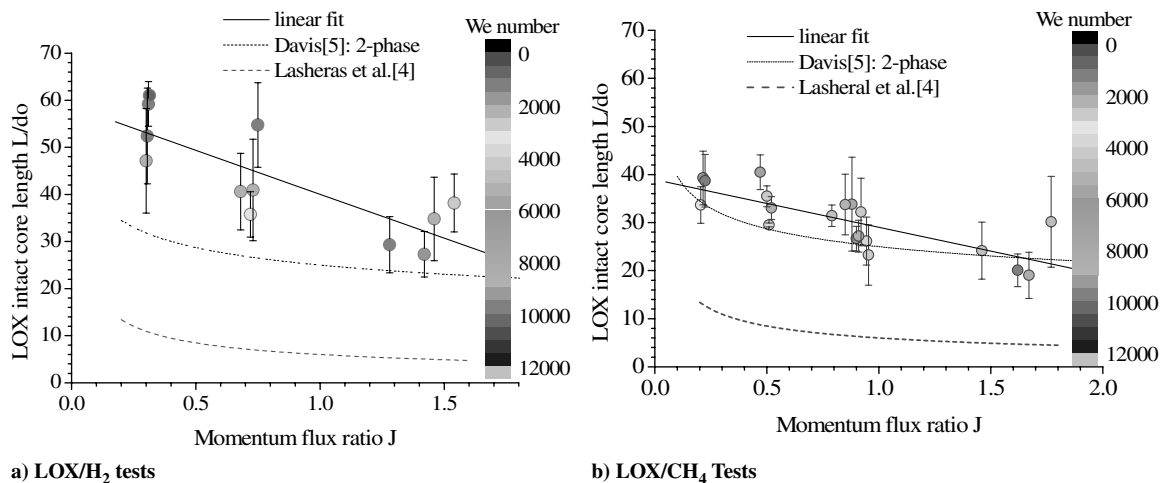 linear fit
Davis[5]: 2-phase
Lasheras et al.[4]
We number
0
2000
4000
6000
8000
10000
12000
LOX intact core length L/do
70
60
50
40
30
20
10
0
0.0
0.5
1.0
1.5
Momentum flux ratio J
a) LOX/H2 tests
linear fit
Davis[5]: 2-phase
Lasheral et al.[4]
We number
0
2000
4000
6000
8000
10000
12000
LOX intact core length L/do
70
60
50
40
30
20
10
0
0.0
0.5
1.0
1.5
2.0
Momentum flux ratio J
b) LOX/CH4 Tests